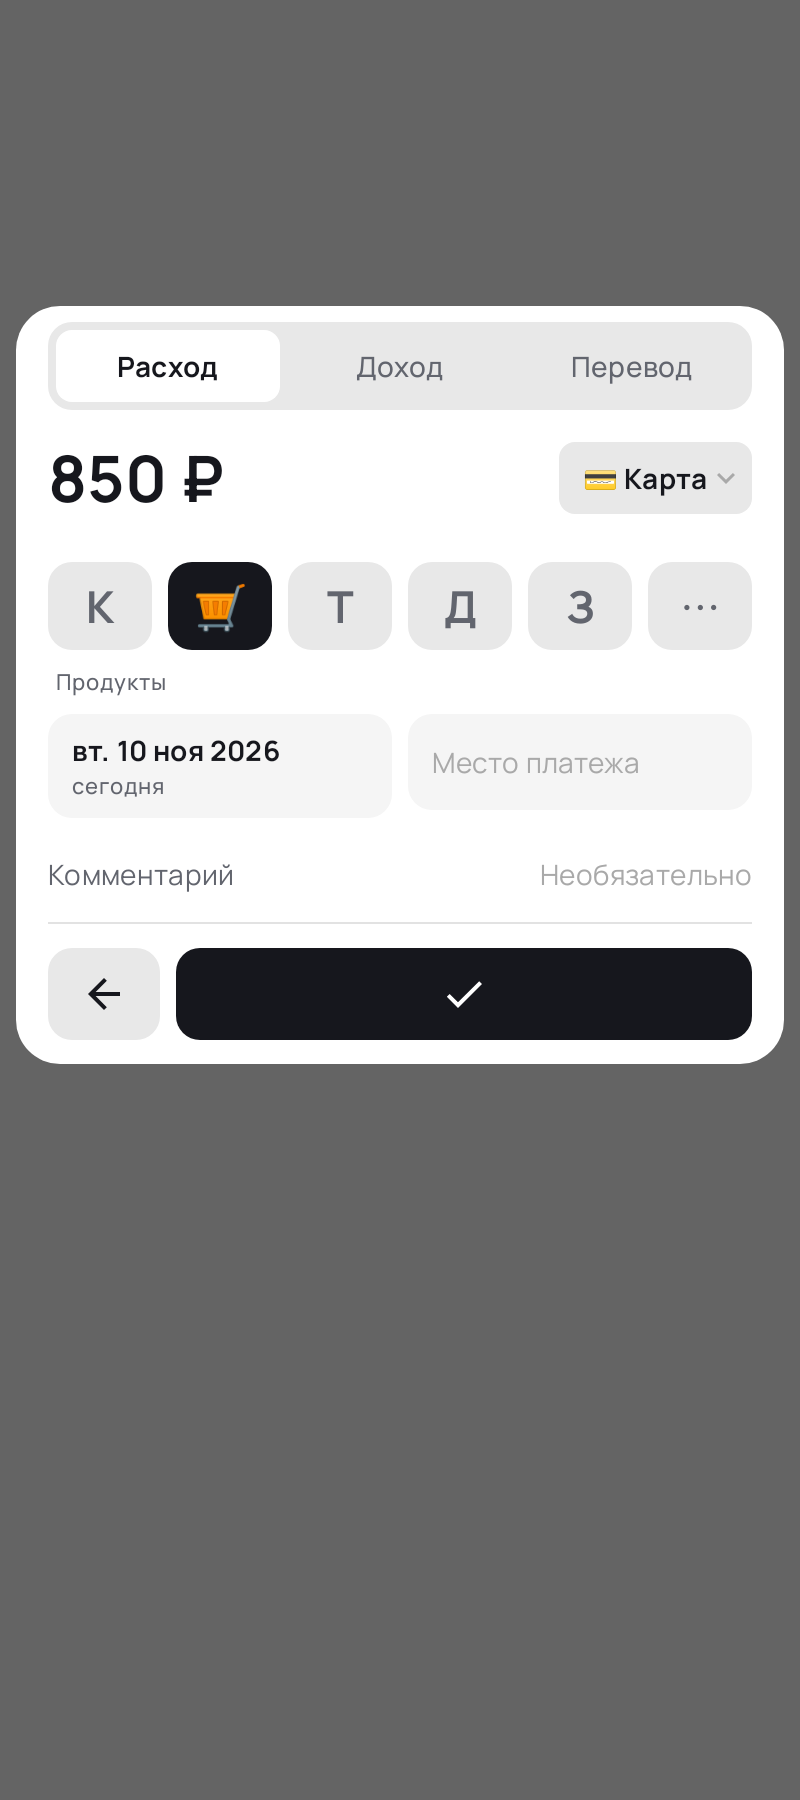 Расход Доход Перевод
850 ₽ 💳 Карта
К 🛒 Т Д З ...
Продукты
вт. 10 ноя 2026
сегодня
Место платежа
Комментарий Необязательно